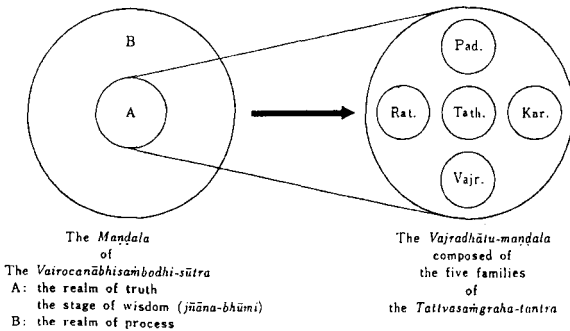 B
A
Pad.
Rat.
Tath.
Kar.
Vajr.
The Maṇḍala
of
The Vairocanābhisaṁbodhi-sūtra
A: the realm of truth
the stage of wisdom (jñāna-bhūmi)
B: the realm of process
The Vajradhātu-maṇḍala
composed of
the five families
of
the Tattvasaṁgraha-tantra